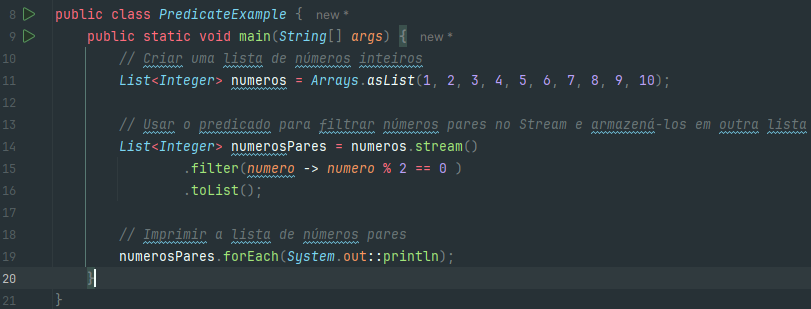 8 public class PredicateExample { new *
9 public static void main(String[] args) { new *
10 // Criar uma lista de números inteiros
11 List<Integer> numeros = Arrays.asList(1, 2, 3, 4, 5, 6, 7, 8, 9, 10);
12
13 // Usar o predicado para filtrar números pares no Stream e armazená-los em outra lista
14 List<Integer> numerosPares = numeros.stream()
15 .filter(numero -> numero % 2 == 0 )
16 .toList();
17
18 // Imprimir a lista de números pares
19 numerosPares.forEach(System.out::println);
20 }
21 }